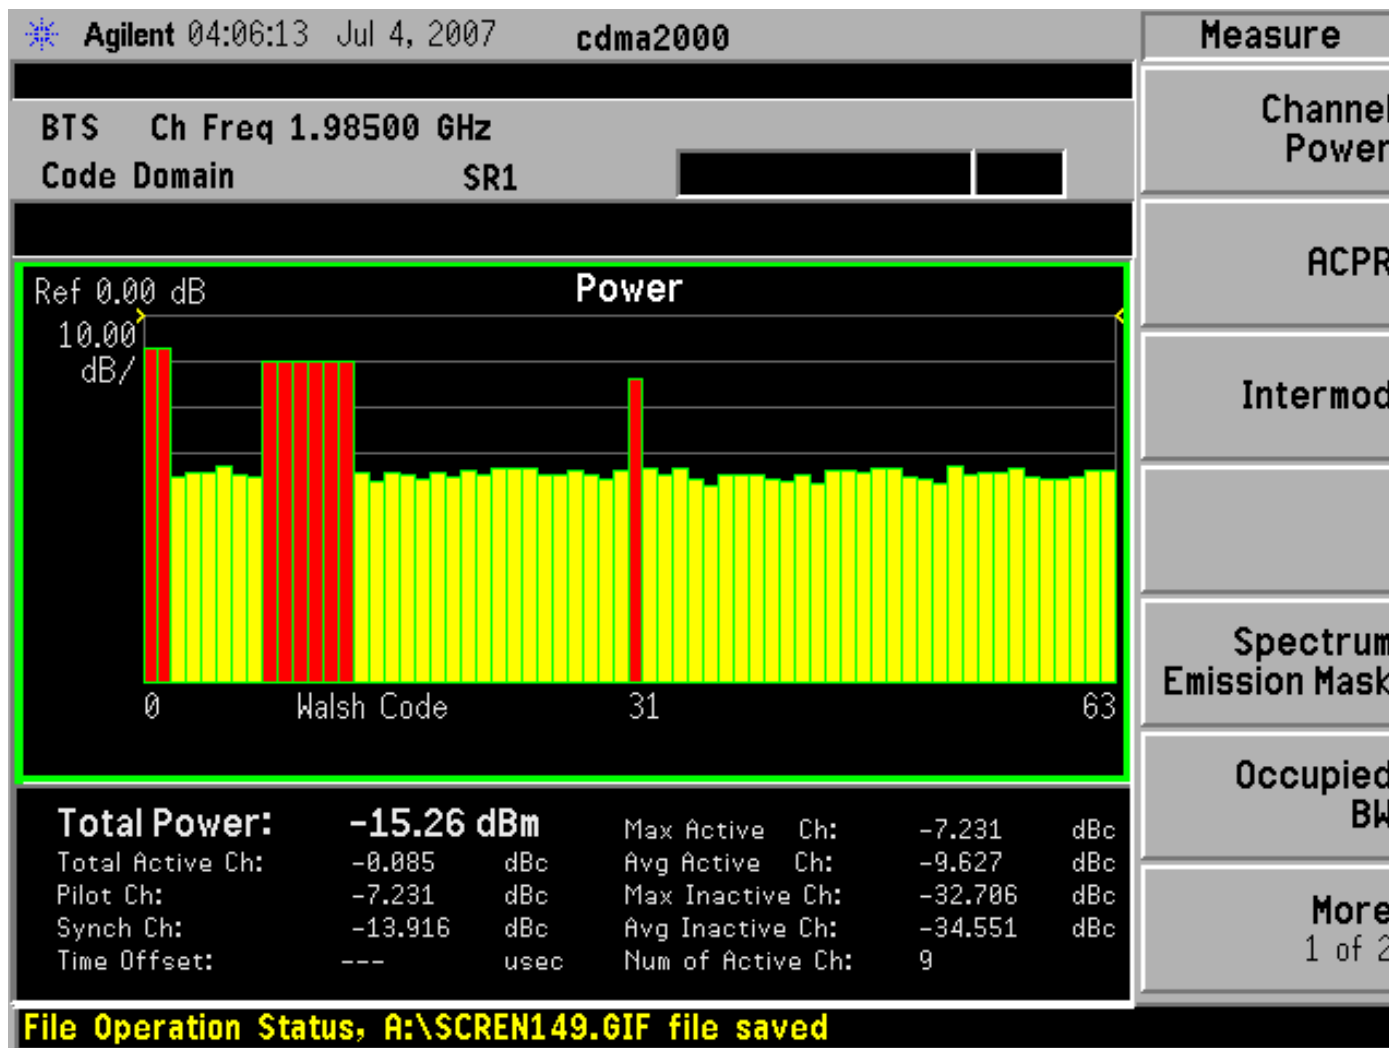 Agilent 04:06:13 Jul 4, 2007 cdma2000 Measure
BTS Ch Freq 1.98500 GHz
Code Domain SR1
Channel
Power
ACPR
Intermod
Spectrum
Emission Mask
Occupied
BW
More
1 of 2
Ref 0.00 dB Power
10.00
dB/
0 Walsh Code 31 63
Total Power: -15.26 dBm
Total Active Ch: -0.085 dBc
Pilot Ch: -7.231 dBc
Synch Ch: -13.916 dBc
Time Offset: --- usec
Max Active Ch: -7.231 dBc
Avg Active Ch: -9.627 dBc
Max Inactive Ch: -32.706 dBc
Avg Inactive Ch: -34.551 dBc
Num of Active Ch: 9
File Operation Status, A:\SCREN149.GIF file saved